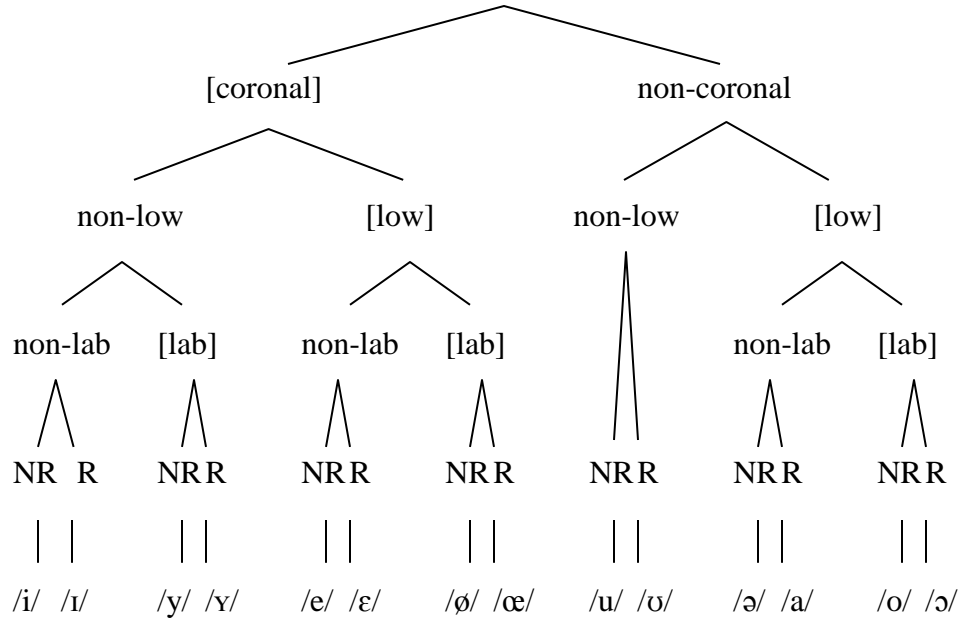 [coronal] non-coronal
non-low [low] non-low [low]
non-lab [lab] non-lab [lab] non-lab [lab]
NR R NR R NR R NR R NR R NR R NR R
/i/ /ɪ/ /y/ /ʏ/ /e/ /ɛ/ /ø/ /œ/ /u/ /ʊ/ /ə/ /a/ /o/ /ɔ/